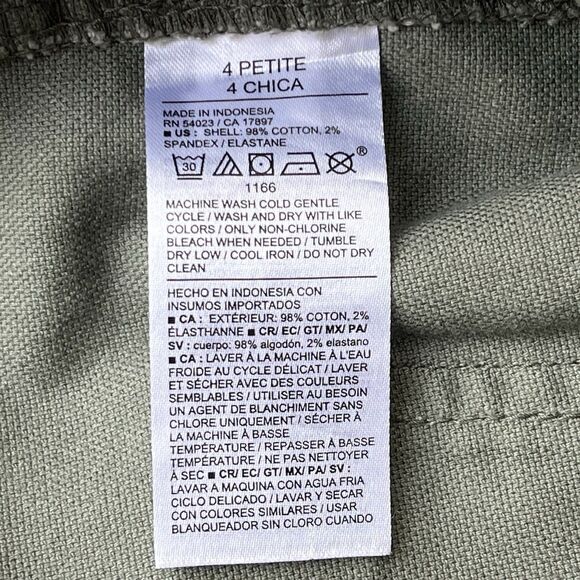 4 PETITE
4 CHICA
MADE IN INDONESIA
RN 54023 / CA 17897
■ US : SHELL: 98% COTTON, 2%
SPANDEX / ELASTANE
30
®
1166
MACHINE WASH COLD GENTLE
CYCLE / WASH AND DRY WITH LIKE
COLORS / ONLY NON-CHLORINE
BLEACH WHEN NEEDED / TUMBLE
DRY LOW / COOL IRON / DO NOT DRY
CLEAN
HECHO EN INDONESIA CON
INSUMOS IMPORTADOS
■ CA : EXTÉRIEUR: 98% COTON, 2%
ÉLASTHANNE ■ CR/ EC/ GT/ MX/ PA/
SV : cuerpo: 98% algodón, 2% elastano
■ CA : LAVER À LA MACHINE À L'EAU
FROIDE AU CYCLE DÉLICAT / LAVER
ET SÉCHER AVEC DES COULEURS
SEMBLABLES / UTILISER AU BESOIN
UN AGENT DE BLANCHIMENT SANS
CHLORE UNIQUEMENT / SÉCHER À
LA MACHINE À BASSE
TEMPÉRATURE / REPASSER À BASSE
TEMPÉRATURE / NE PAS NETTOYER
À SEC ■ CR/ EC/ GT/ MX/ PA/ SV :
LAVAR A MAQUINA CON AGUA FRIA
CICLO DELICADO / LAVAR Y SECAR
CON COLORES SIMILARES / USAR
BLANQUEADOR SIN CLORO CUANDO